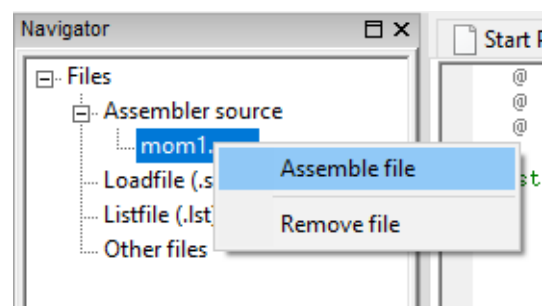 Navigator
Start
@
@
@
Files
Assembler source
mom1.
Assemble file
Loadfile (.s
st
Listfile (.lst
Remove file
Other files